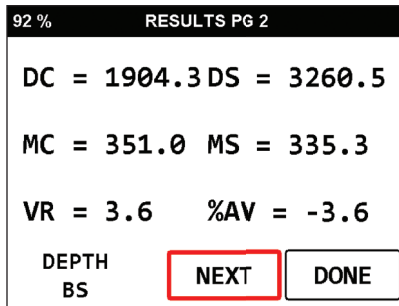 92 % RESULTS PG 2
DC = 1904.3 DS = 3260.5
MC = 351.0 MS = 335.3
VR = 3.6 %AV = -3.6
DEPTH
BS
NEXT
DONE